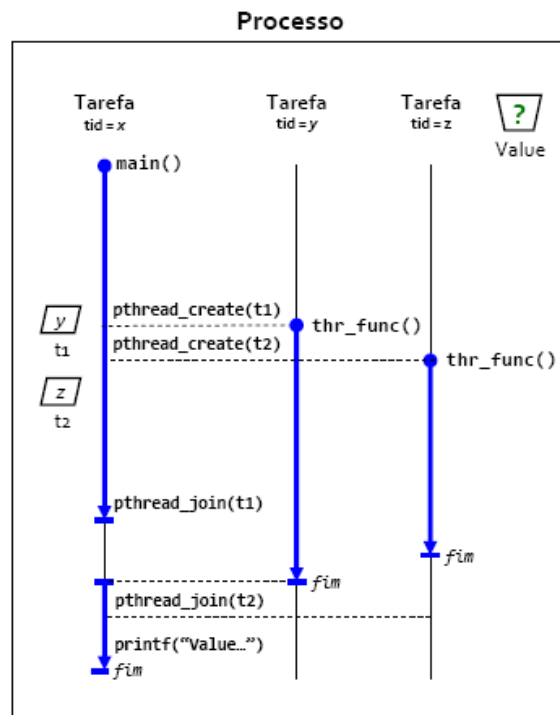 Processo
Tarefa Tarefa Tarefa ?
tid = x tid = y tid = z Value
main()
pthread_create(t1)
y thr_func()
t1 pthread_create(t2)
thr_func()
z
t2
pthread_join(t1)
fim
fim
pthread_join(t2)
printf(“Value…”)
fim